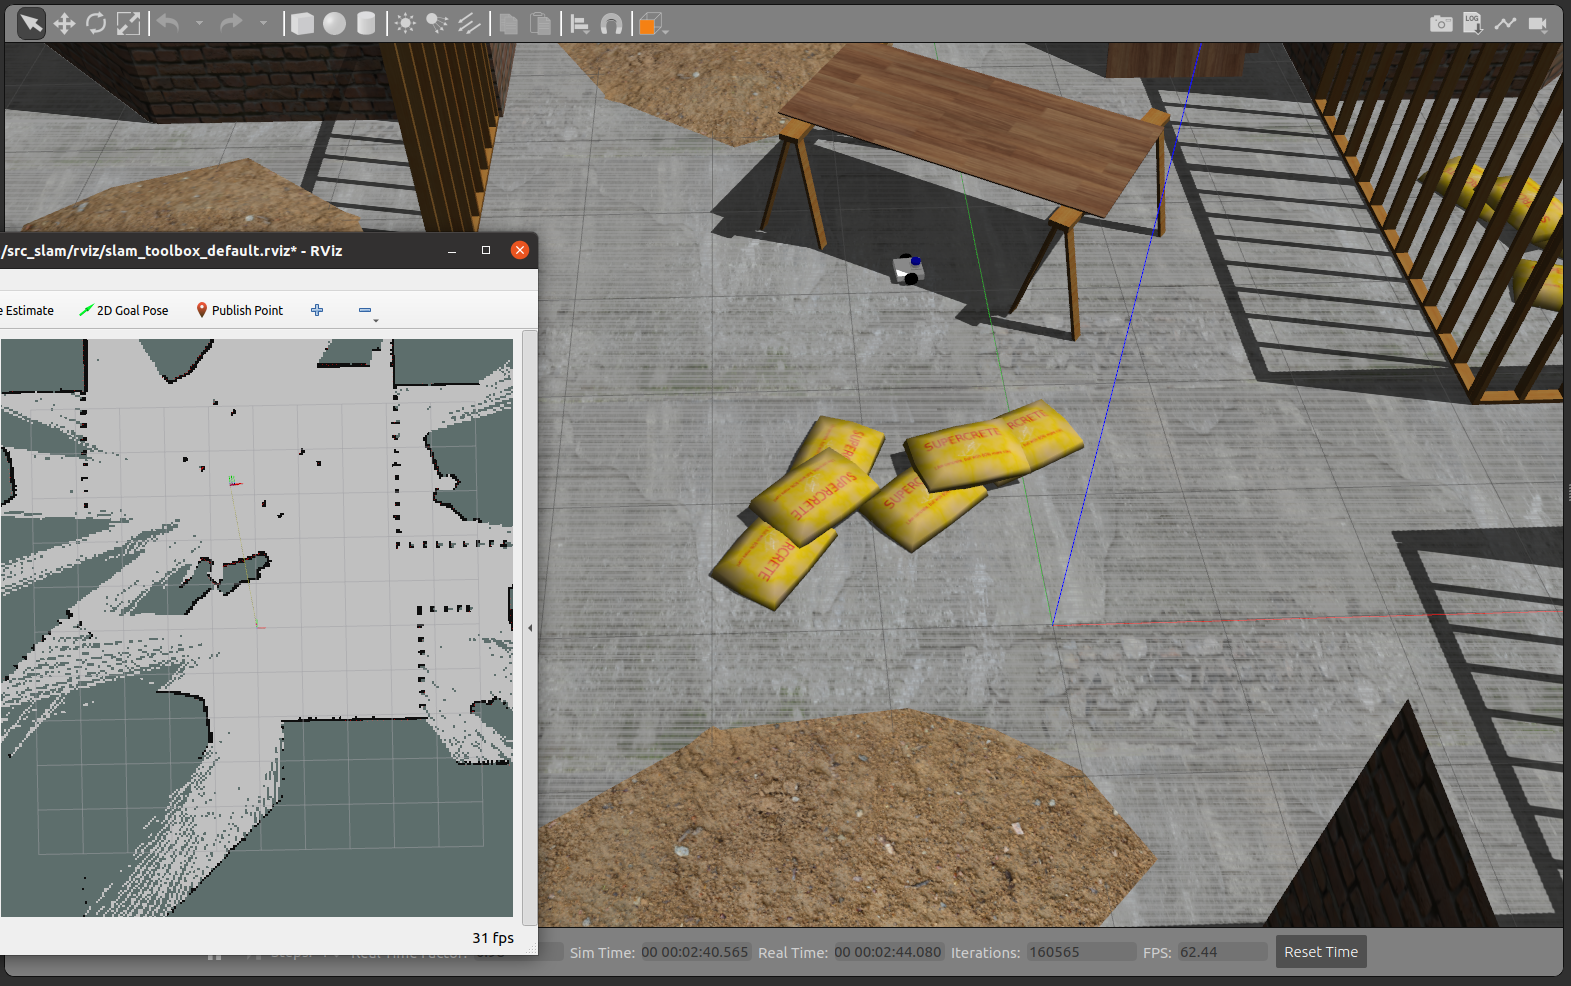 LOG
/src_slam/rviz/slam_toolbox_default.rviz* - RViz
e Estimate 2D Goal Pose Publish Point
SUPERCRETE
RCRETE
SUPERC
SUPERCRETE
RCRETE
31 fps
Sim Time: 00 00:02:40.565 Real Time: 00 00:02:44.080 Iterations: 160565 FPS: 62.44 Reset Time